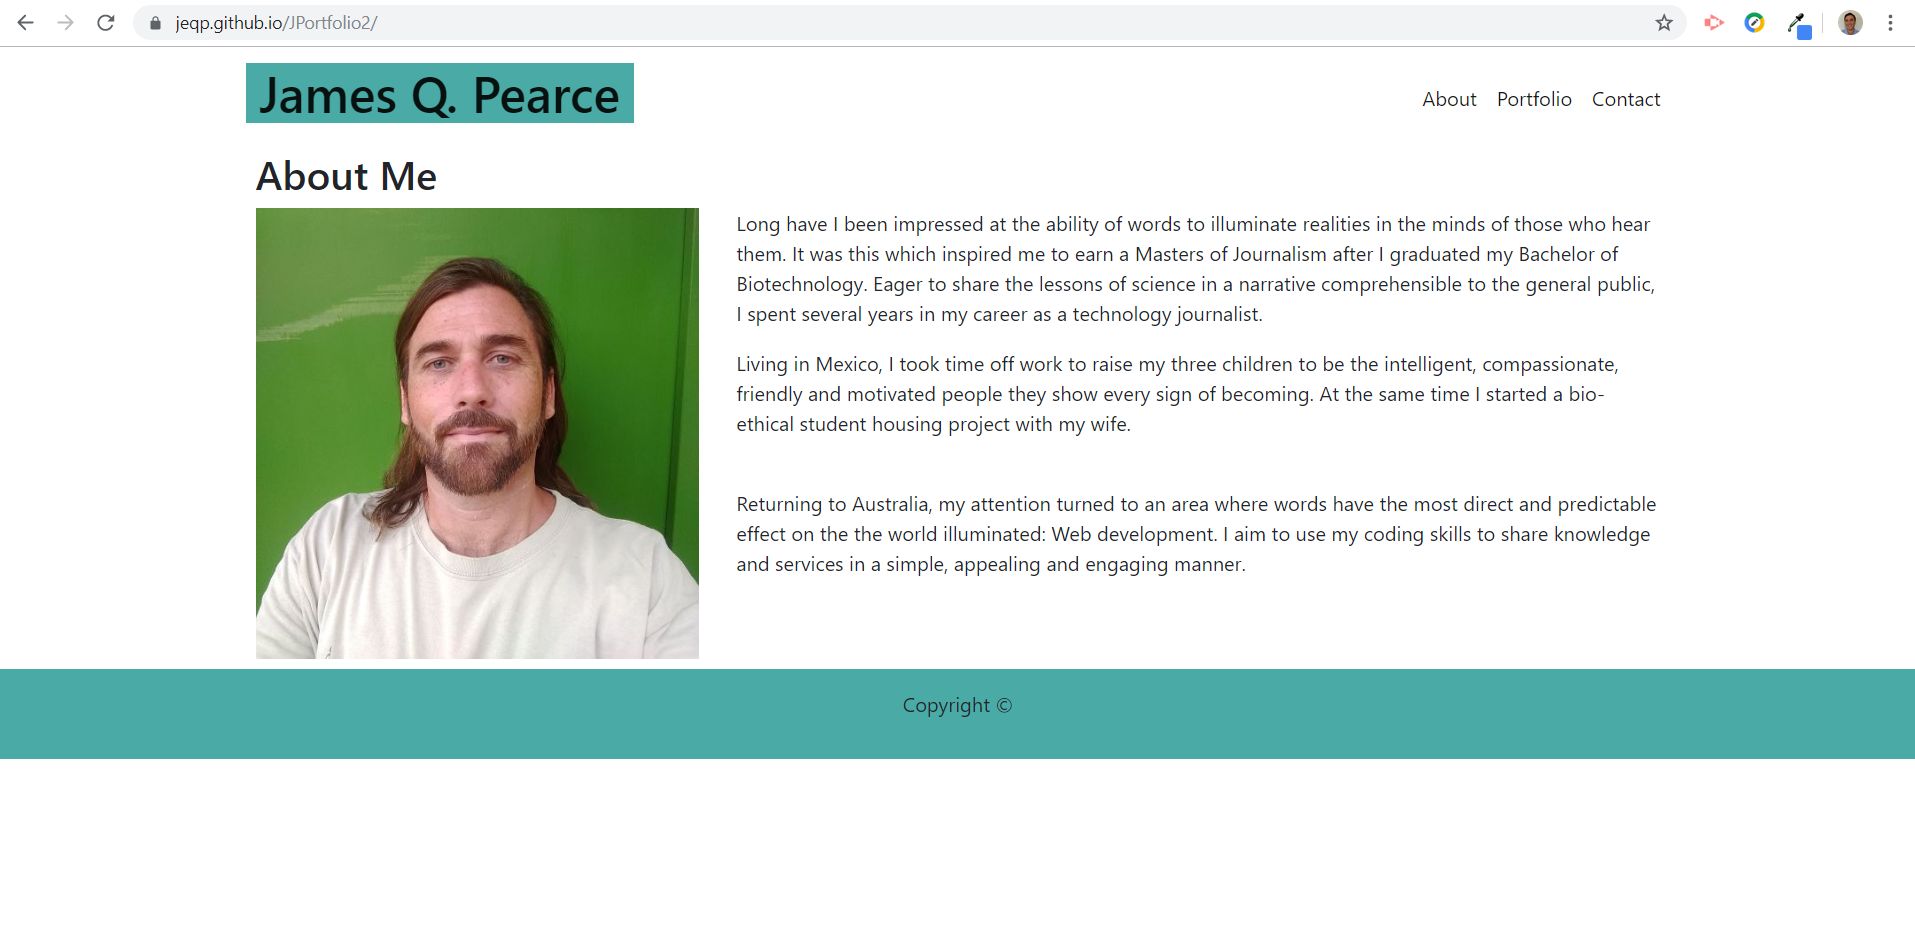 jeqp.github.io/JPortfolio2/
James Q. Pearce
About Portfolio Contact
About Me
Long have I been impressed at the ability of words to illuminate realities in the minds of those who hear
them. It was this which inspired me to earn a Masters of Journalism after I graduated my Bachelor of
Biotechnology. Eager to share the lessons of science in a narrative comprehensible to the general public,
I spent several years in my career as a technology journalist.
Living in Mexico, I took time off work to raise my three children to be the intelligent, compassionate,
friendly and motivated people they show every sign of becoming. At the same time I started a bio-
ethical student housing project with my wife.
Returning to Australia, my attention turned to an area where words have the most direct and predictable
effect on the the world illuminated: Web development. I aim to use my coding skills to share knowledge
and services in a simple, appealing and engaging manner.
Copyright ©